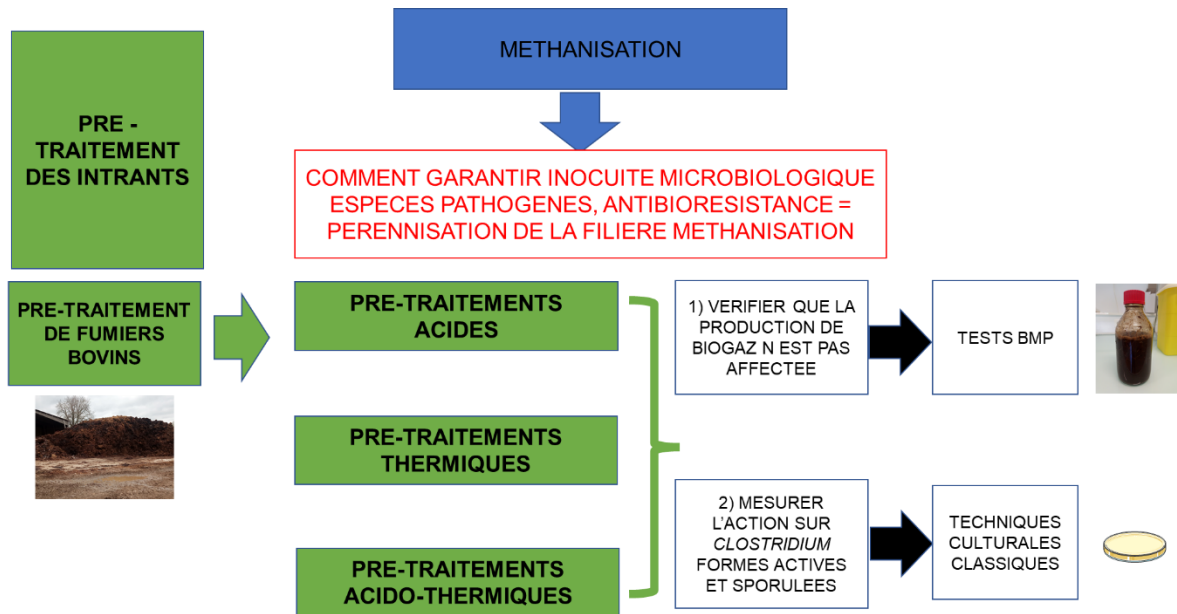 METHANISATION
PRE -
TRAITEMENT
DES INTRANTS
COMMENT GARANTIR INOCUITE MICROBIOLOGIQUE
ESPECES PATHOGENES, ANTIBIORESISTANCE =
PERENNISATION DE LA FILIERE METHANISATION
PRE-TRAITEMENT
DE FUMIERS
BOVINS
PRE-TRAITEMENTS
ACIDES
PRE-TRAITEMENTS
THERMIQUES
PRE-TRAITEMENTS
ACIDO-THERMIQUES
1) VERIFIER QUE LA
PRODUCTION DE
BIOGAZ N EST PAS
AFFECTEE
TESTS BMP
2) MESURER
L'ACTION SUR
CLOSTRIDIUM
FORMES ACTIVES
ET SPORULEES
TECHNIQUES
CULTURALES
CLASSIQUES